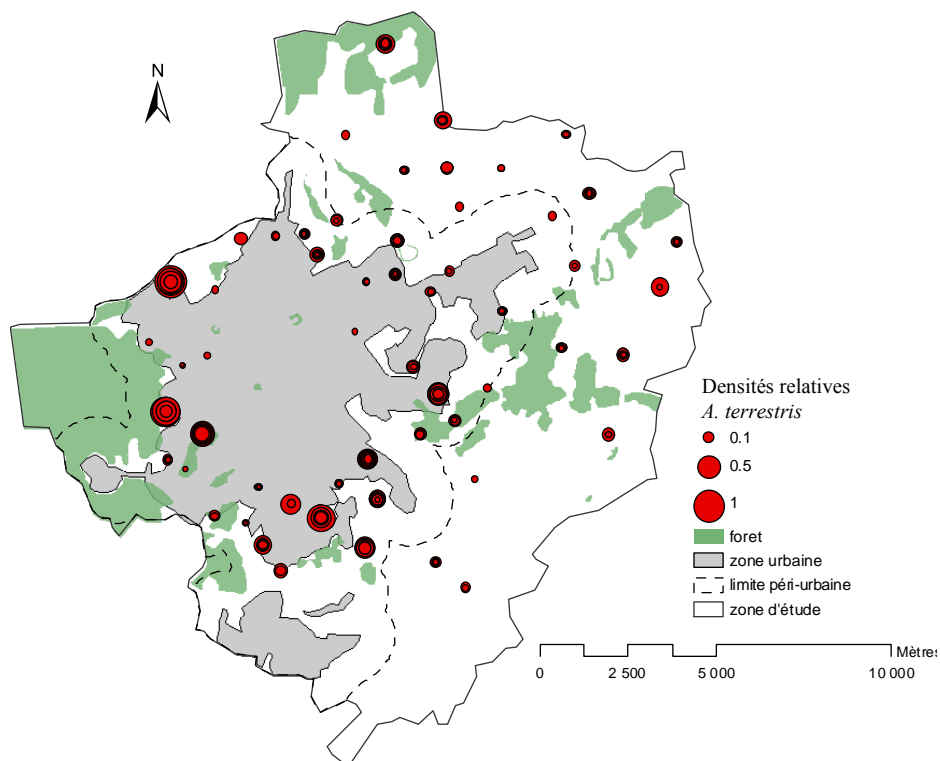 N
Densités relatives
A. terrestris
0.1
0.5
1
foret
zone urbaine
limite péri-urbaine
zone d'étude
Mètres
0 2 500 5 000 10 000